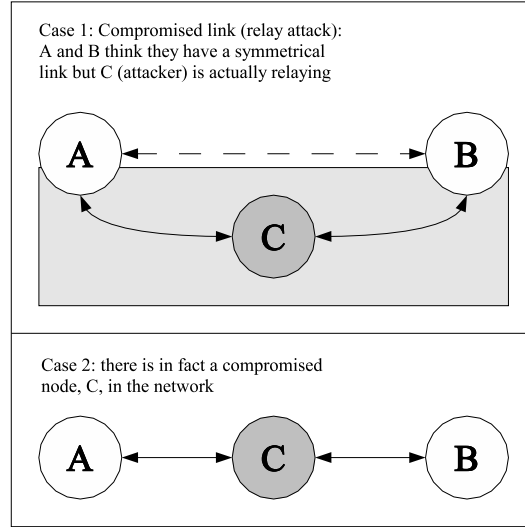 Case 1: Compromised link (relay attack):
A and B think they have a symmetrical
link but C (attacker) is actually relaying
A
B
C
Case 2: there is in fact a compromised
node, C, in the network
A
C
B